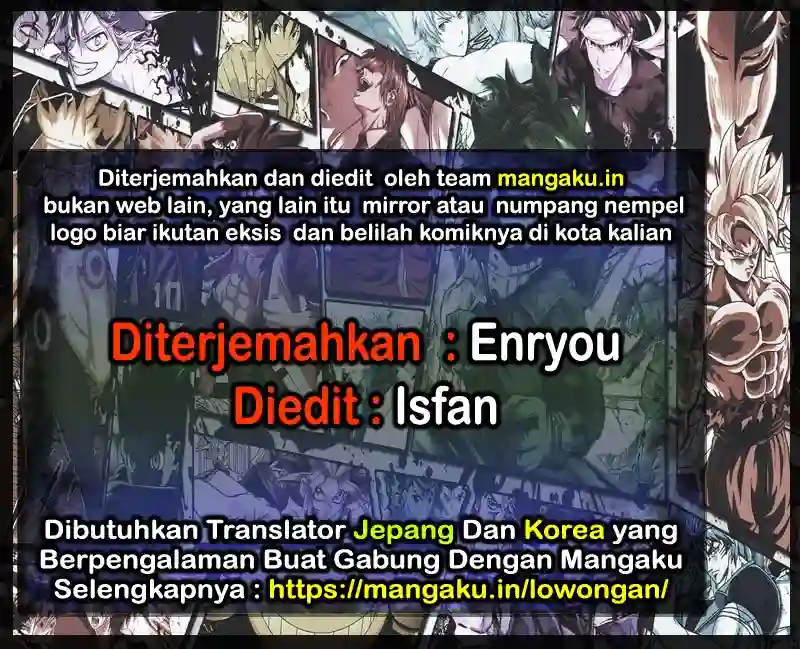 Diterjemahkan dan diedit oleh team mangaku.in
bukan web lain, yang lain itu mirror atau numpang nempel
logo biar ikutan eksis dan belilah komiknya di kota kalian
Diterjemahkan : Enryou
Diedit : Isfan
Dibutuhkan Translator Jepang Dan Korea yang
Berpengalaman Buat Gabung Dengan Mangaku
Selengkapnya : https://mangaku.in/lowongan/